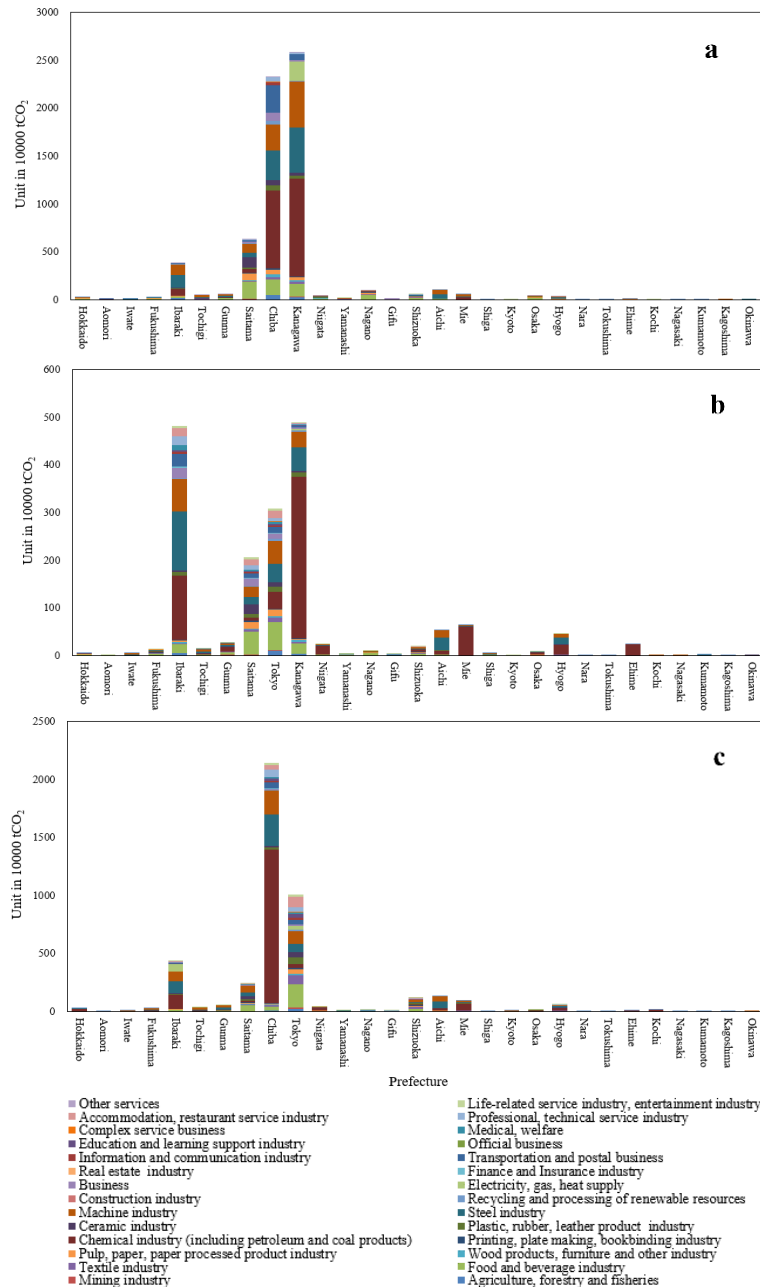 3000
2500
2000
1500
1000
500
0
Unit in 10000 tCO2
a
Hokkaido
Aomori
Iwate
Fukushima
Ibaraki
Tochigi
Gunma
Saitama
Chiba
Kanagawa
Niigata
Yamanashi
Nagano
Gifu
Shizuoka
Aichi
Mie
Shiga
Kyoto
Osaka
Hyogo
Nara
Tokushima
Ehime
Kochi
Nagasaki
Kumamoto
Kagoshima
Okinawa
600
500
400
300
200
100
0
Unit in 10000 tCO2
b
Hokkaido
Aomori
Iwate
Fukushima
Ibaraki
Tochigi
Gunma
Saitama
Tokyo
Kanagawa
Niigata
Yamanashi
Nagano
Gifu
Shizuoka
Aichi
Mie
Shiga
Kyoto
Osaka
Hyogo
Nara
Tokushima
Ehime
Kochi
Nagasaki
Kumamoto
Kagoshima
Okinawa
2500
2000
1500
1000
500
0
Unit in 10000 tCO2
c
Hokkaido
Aomori
Iwate
Fukushima
Ibaraki
Tochigi
Gunma
Saitama
Chiba
Tokyo
Niigata
Yamanashi
Nagano
Gifu
Shizuoka
Aichi
Mie
Shiga
Kyoto
Osaka
Hyogo
Nara
Tokushima
Ehime
Kochi
Nagasaki
Kumamoto
Kagoshima
Okinawa
Prefecture
Other services
Accommodation, restaurant service industry
Complex service business
Education and learning support industry
Information and communication industry
Real estate industry
Business
Construction industry
Machine industry
Ceramic industry
Chemical industry (including petroleum and coal products)
Pulp, paper, paper processed product industry
Textile industry
Mining industry
Life-related service industry, entertainment industry
Professional, technical service industry
Medical, welfare
Official business
Transportation and postal business
Finance and Insurance industry
Electricity, gas, heat supply
Recycling and processing of renewable resources
Steel industry
Plastic, rubber, leather product industry
Printing, plate making, bookbinding industry
Wood products, furniture and other industry
Food and beverage industry
Agriculture, forestry and fisheries